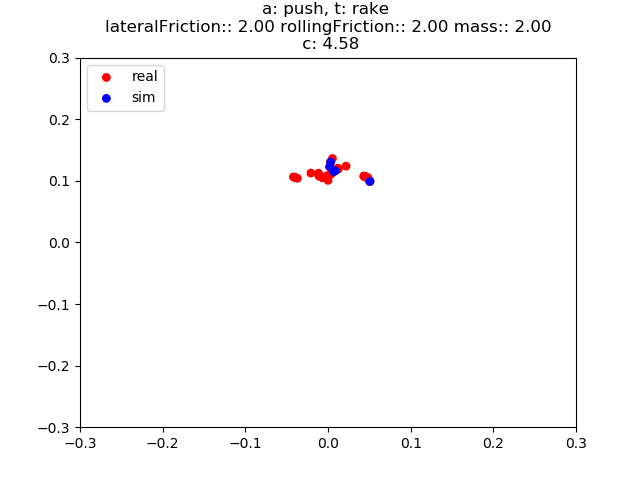 a: push, t: rake
lateralFriction:: 2.00 rollingFriction:: 2.00 mass:: 2.00
c: 4.58
real
sim
0.3
0.2
0.1
0.0
−0.1
−0.2
−0.3
−0.3
−0.2
−0.1
0.0
0.1
0.2
0.3